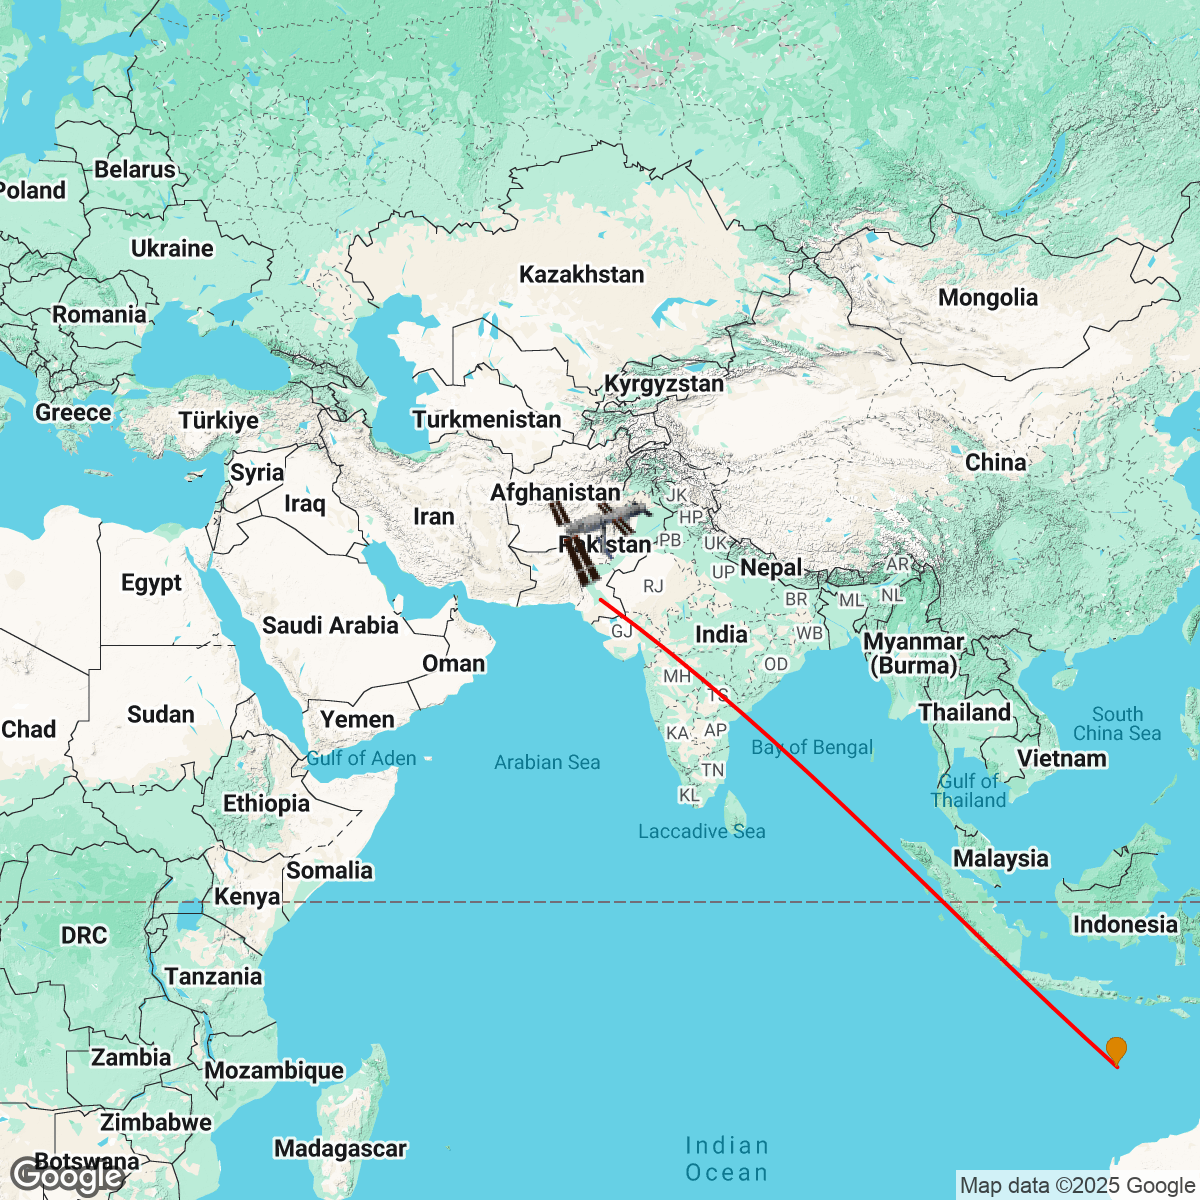 Belarus
Poland
Ukraine
Kazakhstan
Mongolia
Romania
Kyrgyzstan
Greece
Türkiye
Turkmenistan
China
Syria
Afghanistan
JK
Iraq
Iran
HP
PB
UK
Pakistan
Nepal
AR
UP
Egypt
RJ
BR
ML
NL
Saudi Arabia
GJ
India
WB
Myanmar
(Burma)
Oman
OD
MH
TS
Sudan
Yemen
Thailand
South
China Sea
Chad
KA
AP
Gulf of Aden
Arabian Sea
Bay of Bengal
Vietnam
TN
Gulf of
Thailand
KL
Ethiopia
Laccadive Sea
Malaysia
Somalia
Kenya
Indonesia
DRC
Tanzania
Zambia
Mozambique
Zimbabwe
Madagascar
Indian
Ocean
Botswana
Google
Map data ©2025 Google